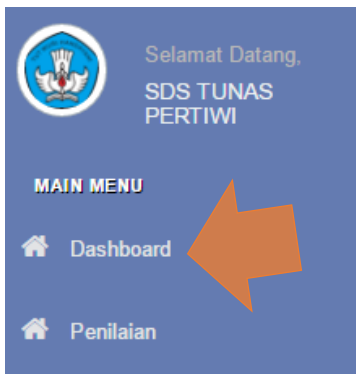 Selamat Datang,
SDS TUNAS
PERTIWI
MAIN MENU
Dashboard
Penilaian